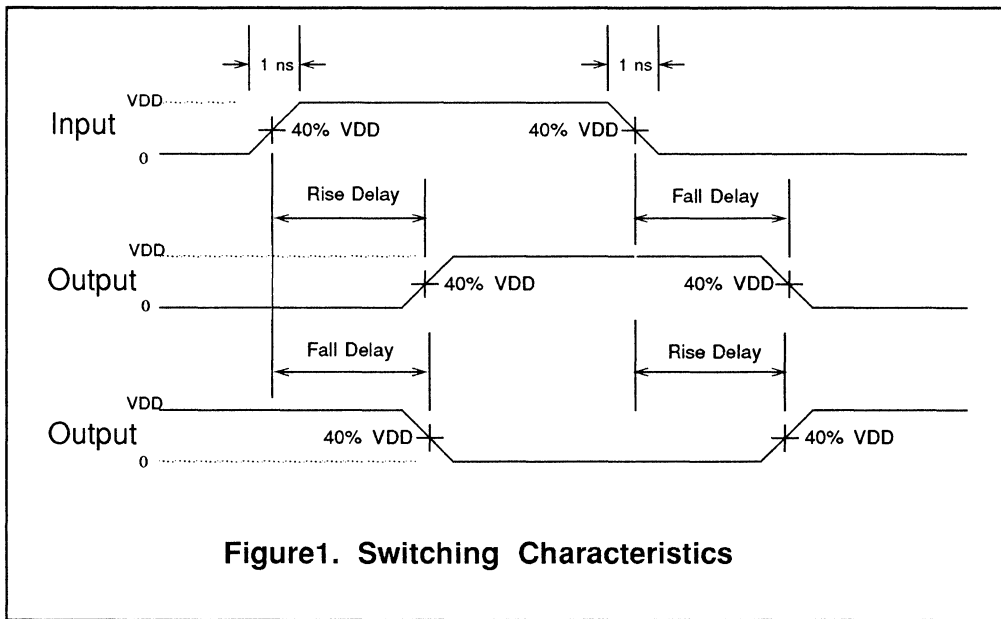 1 ns
1 ns
VDD
Input
40% VDD
40% VDD
0
Rise Delay
Fall Delay
VDD
Output
40% VDD
40% VDD
0
Fall Delay
Rise Delay
VDD
Output
40% VDD
40% VDD
0
Figure1. Switching Characteristics